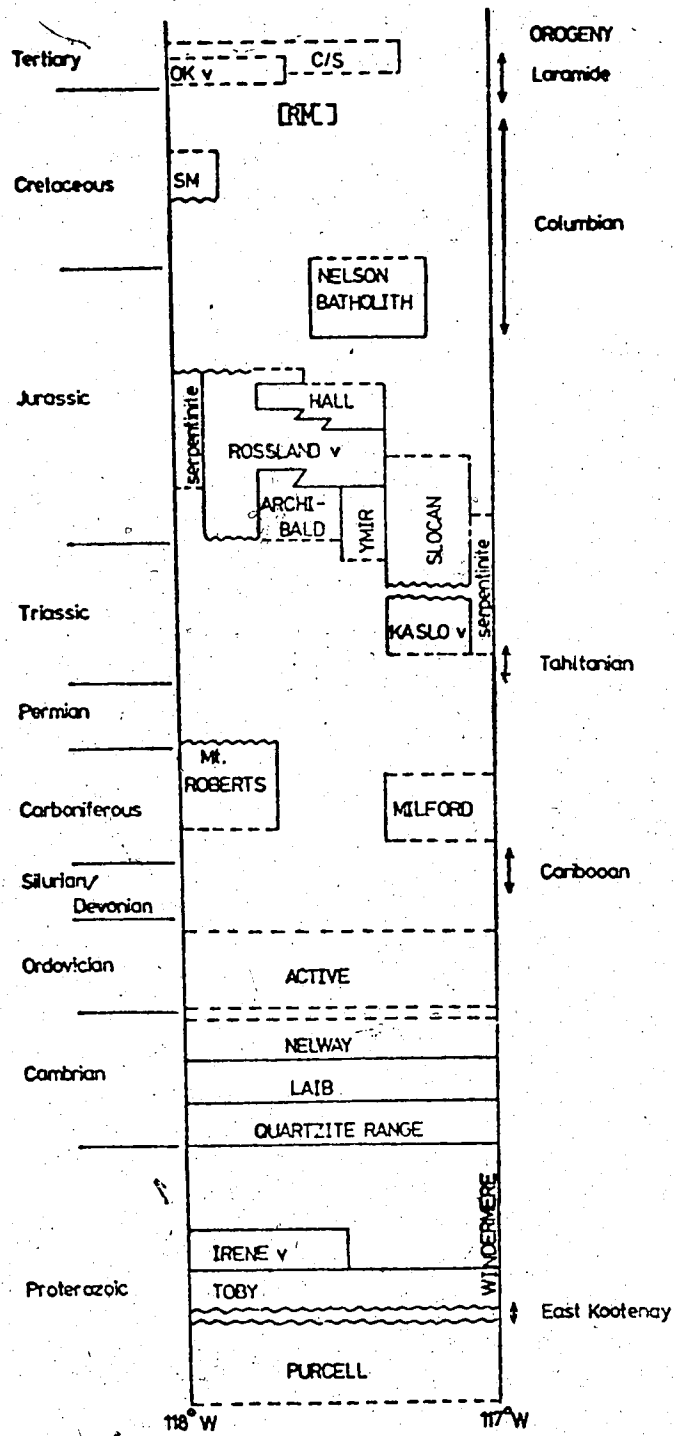 OROGENY
Tertiary
C/S
OK v
Laramide
[RM]
Cretaceous
SM
Columbian
NELSON
BATHOLITH
Jurassic
serpentinite
HALL
ROSSLAND v
ARCHI-
BALD
YMIR
SLOCAN
serpentinite
Triassic
KASLO v
Tahltanian
Permian
Mt.
ROBERTS
Carboniferous
MILFORD
Silurian/
Devonian
Caribooan
Ordovician
ACTIVE
NELWAY
Cambrian
LAIB
QUARTZITE RANGE
WINDERMERE
IRENE v
Proterozoic
TOBY
East Kootenay
PURCELL
118°W
117°W